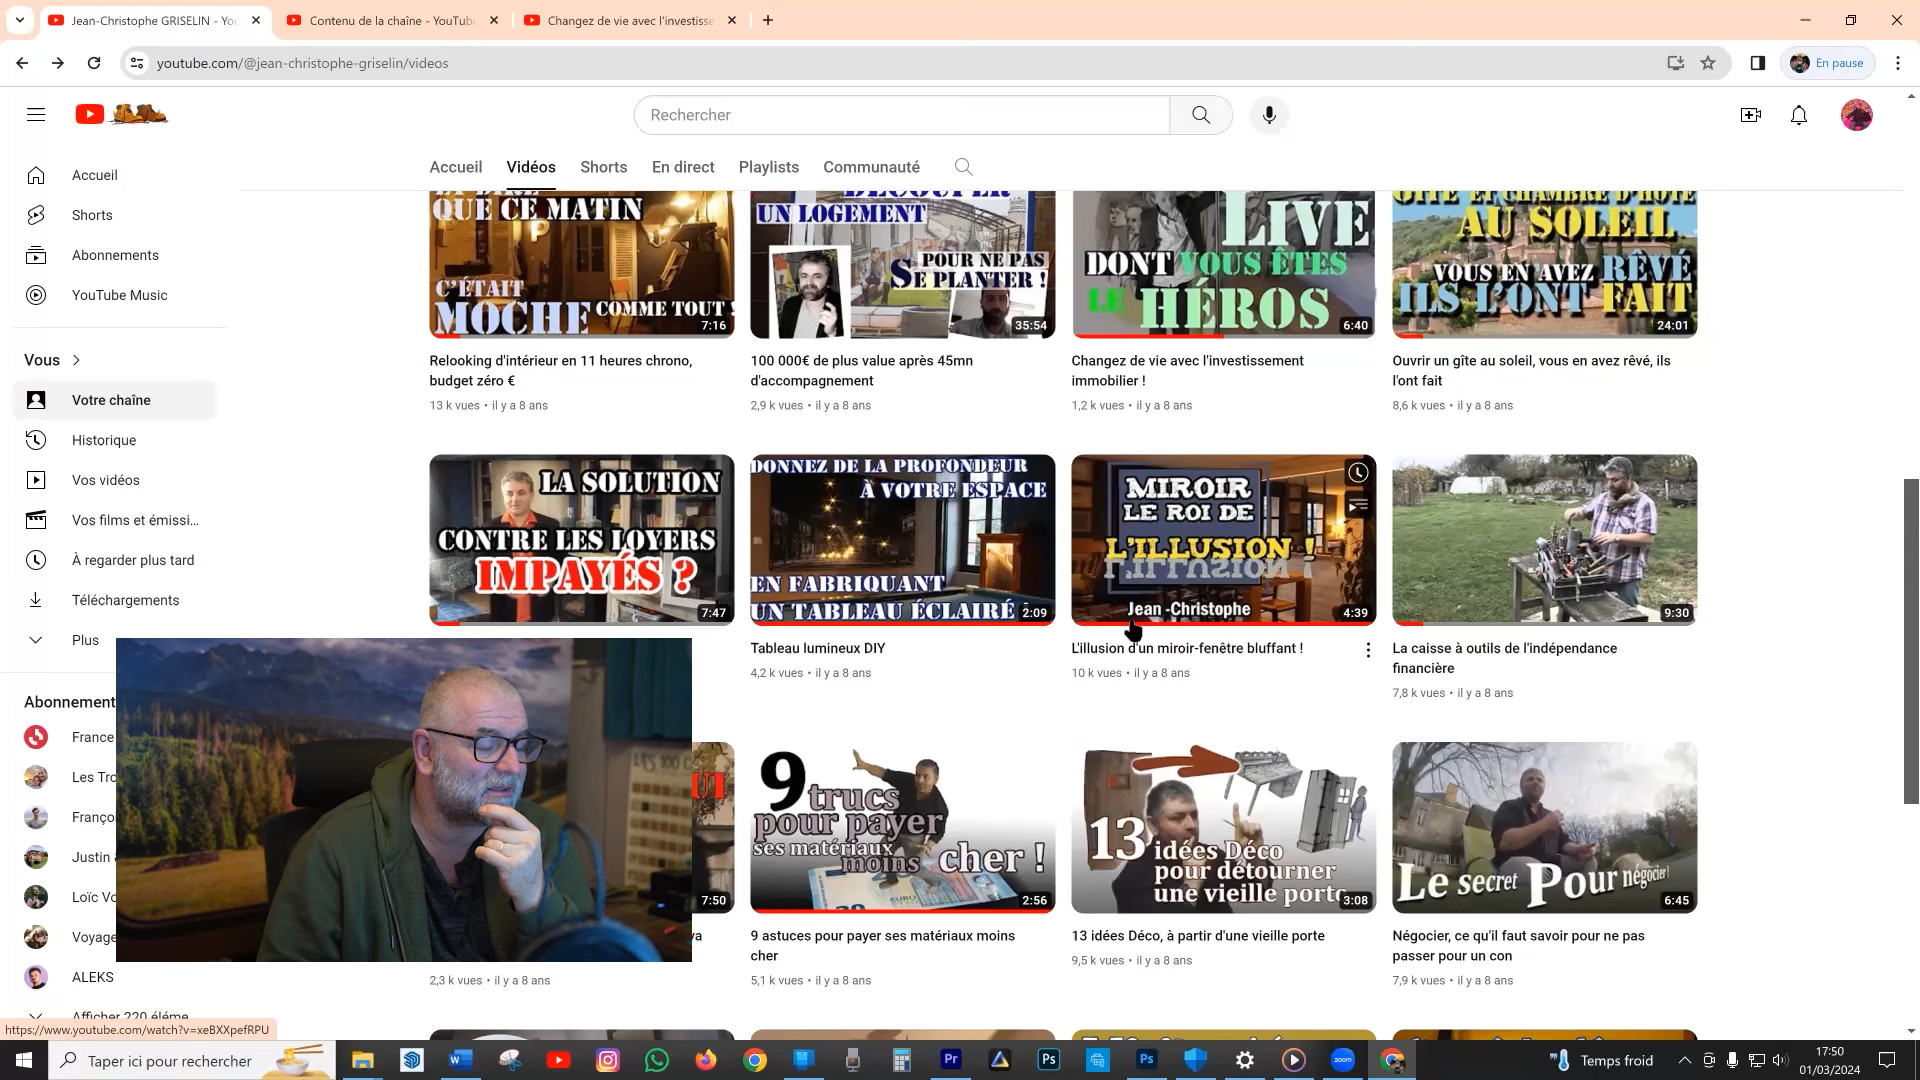 Jean-Christophe GRISELIN - You
Contenu de la chaîne - YouTube
Changez de vie avec l'investisse
youtube.com/@jean-christophe-griselin/videos
En pause
Rechercher
Accueil
Vidéos
Shorts
En direct
Playlists
Communauté
Accueil
Shorts
Abonnements
YouTube Music
Vous
Votre chaîne
Historique
Vos vidéos
Vos films et émissi...
À regarder plus tard
Téléchargements
Plus
Abonnement
France
Les Tro
Franço
Justin
Loïc Vo
Voyage
ALEKS
Afficher 220 éléme
QUE CE MATIN
C'ÉTAIT
MOCHE COMME TOUT !
7:16
Relooking d'intérieur en 11 heures chrono,
budget zéro €
13 k vues • il y a 8 ans
DÉCOUPER
UN LOGEMENT
POUR NE PAS
SE PLANTER !
35:54
100 000€ de plus value après 45mn
d'accompagnement
2,9 k vues • il y a 8 ans
LIVE
DONT VOUS ÊTES
LE HÉROS
6:40
Changez de vie avec l'investissement
immobilier !
1,2 k vues • il y a 8 ans
GÎTE ET CHAMBRE D'HÔTE
AU SOLEIL
VOUS EN AVEZ RÊVÉ
ILS L'ONT FAIT
24:01
Ouvrir un gîte au soleil, vous en avez rêvé, ils
l'ont fait
8,6 k vues • il y a 8 ans
LA SOLUTION
CONTRE LES LOYERS
IMPAYÉS ?
7:47
DONNEZ DE LA PROFONDEUR
À VOTRE ESPACE
EN FABRIQUANT
UN TABLEAU ÉCLAIRÉ
2:09
Tableau lumineux DIY
4,2 k vues • il y a 8 ans
MIROIR
LE ROI DE
L'ILLUSION !
Jean -Christophe
4:39
L'illusion d'un miroir-fenêtre bluffant !
10 k vues • il y a 8 ans
9:30
La caisse à outils de l'indépendance
financière
7,8 k vues • il y a 8 ans
UI
7:50
va
2,3 k vues • il y a 8 ans
9 trucs
pour payer
ses matériaux
moins cher !
2:56
9 astuces pour payer ses matériaux moins
cher
5,1 k vues • il y a 8 ans
13 idées Déco
pour détourner
une vieille porte
3:08
13 idées Déco, à partir d'une vieille porte
9,5 k vues • il y a 8 ans
Le secret Pour négocier!
6:45
Négocier, ce qu'il faut savoir pour ne pas
passer pour un con
7,9 k vues • il y a 8 ans
https://www.youtube.com/watch?v=xeBXXpefRPU
Taper ici pour rechercher
Temps froid
17:50
01/03/2024